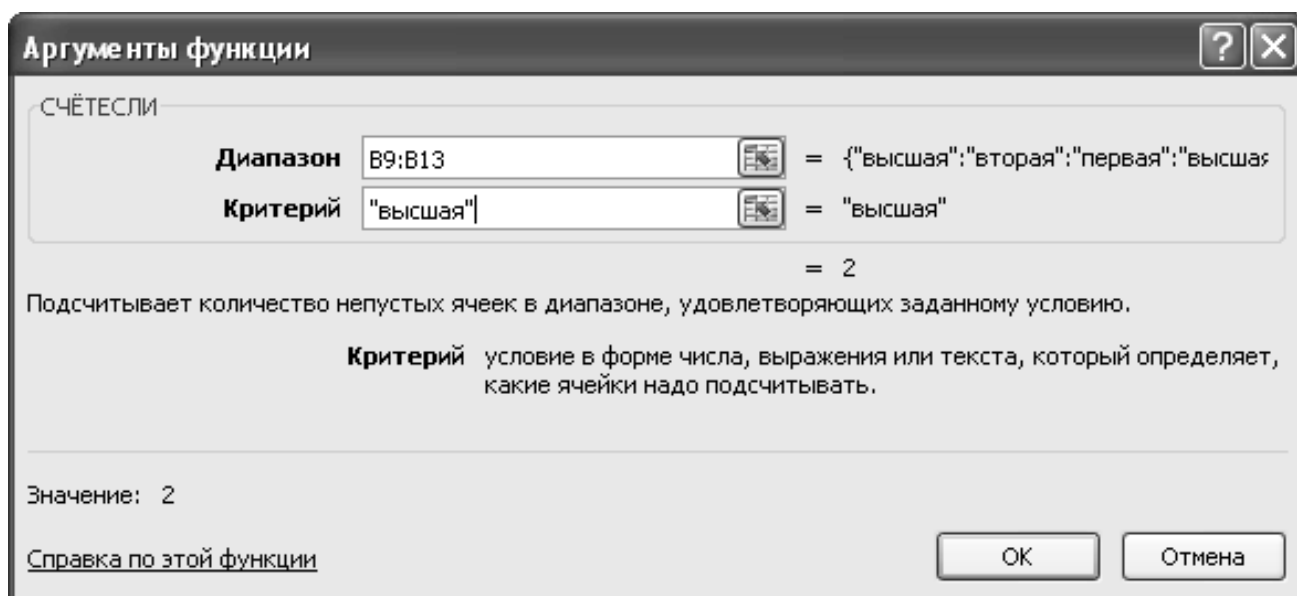 Аргументы функции
СЧЁТЕСЛИ
Диапазон B9:B13 = {"высшая":"вторая":"первая":"высшая
Критерий "высшая" = "высшая"
= 2
Подсчитывает количество непустых ячеек в диапазоне, удовлетворяющих заданному условию.
Критерий условие в форме числа, выражения или текста, который определяет,
какие ячейки надо подсчитывать.
Значение: 2
Справка по этой функции
ОК
Отмена